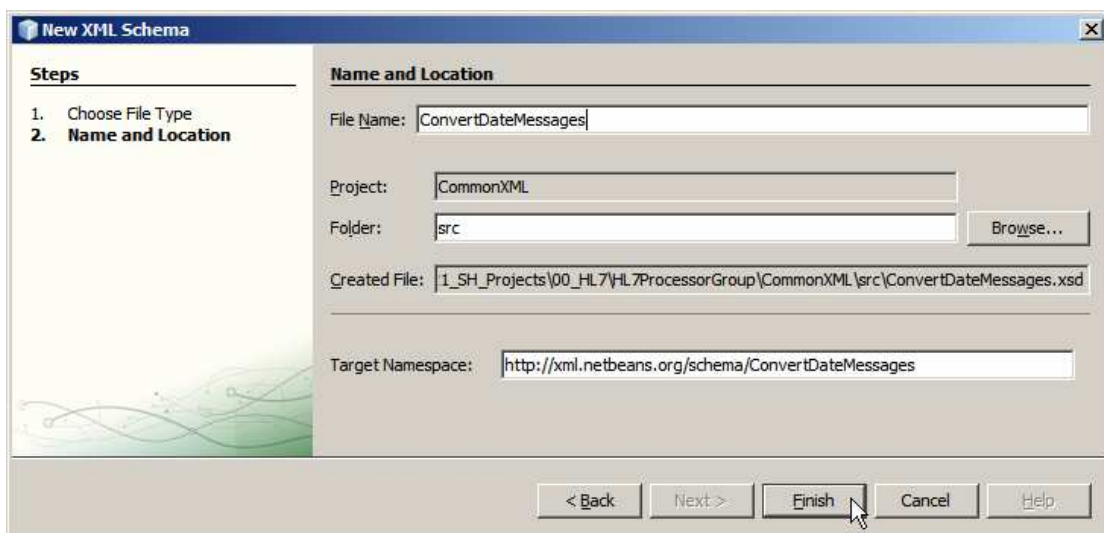 New XML Schema
Steps
1. Choose File Type
2. Name and Location
Name and Location
File Name: ConvertDateMessages
Project: CommonXML
Folder: src Browse...
Created File: 1_SH_Projects\00_HL7\HL7ProcessorGroup\CommonXML\src\ConvertDateMessages.xsd
Target Namespace: http://xml.netbeans.org/schema/ConvertDateMessages
< Back Next > Finish Cancel Help